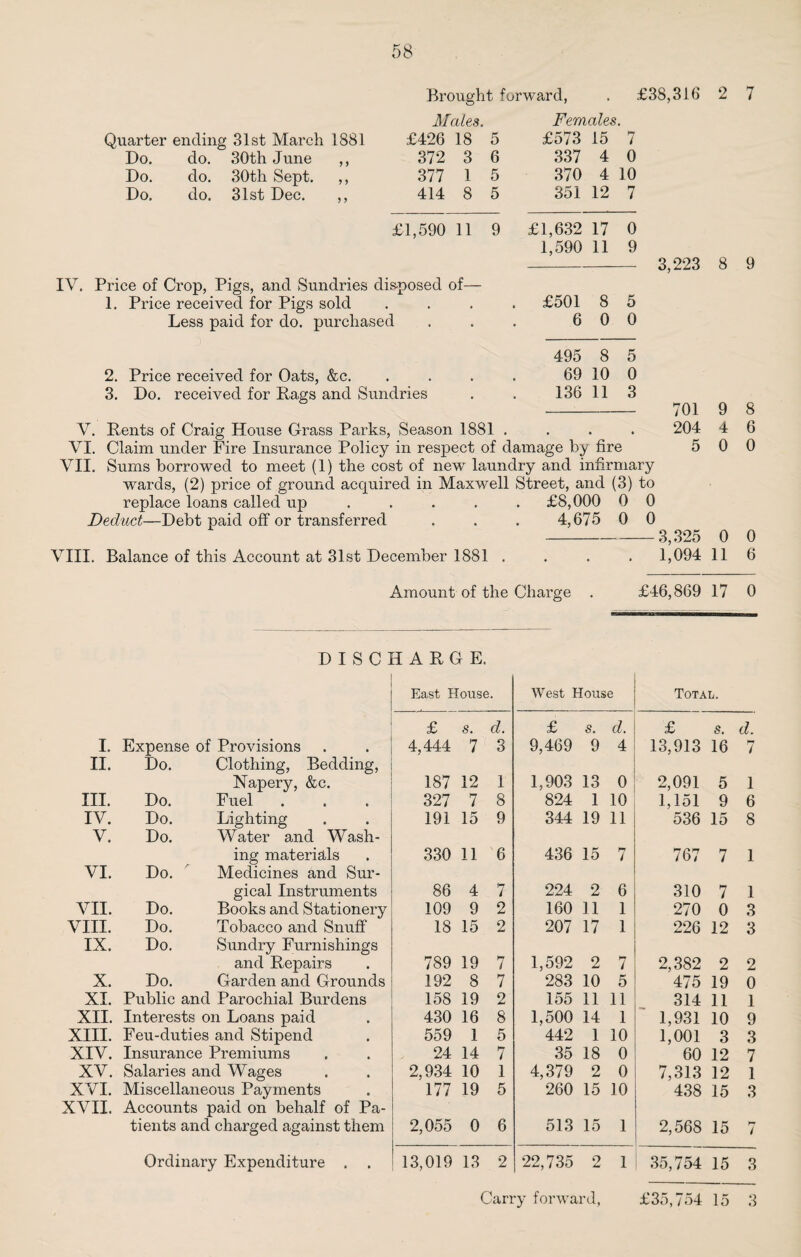 58
Brought forward, . £38,316 2 7
Males. Females.
Quarter ending 31st March 1881 £426 18 5 £573 15 7
Do. do. 30th June ,, 372 3 6 337 4 0
Do. do. 30th Sept. ,, 377 1 5 370 4 10
Do. do. 31st Dec. ,, 414 8 5 351 12 7
£1,590 11 9 £1,632 17 0
1,590 11 9
3,223 8 9
IV. Price of Crop, Pigs, and Sundries disposed of—
1. Price received for Pigs sold . . . . £501 8 5
Less paid for do. purchased . . . 6 0 0
495 8 5
2. Price received for Oats, &c. . . . . 69 10 0
3. Do. received for Rags and Sundries . . 136 11 3
701 9 8
V. Rents of Craig House Grass Parks, Season 1881 . . . . 204 4 6
VI. Claim under Fire Insurance Policy in respect of damage by fire 5 0 0
VII. Sums borrowed to meet (1) the cost of new laundry and infirmary
wards, (2) price of ground acquired in Maxwell Street, and (3) to
replace loans called up . . . . . £8,000 0 0
Deduct—Debt paid off or transferred . . . 4,675 0 0
3,325 0 0
VIII. Balance of this Account at 31st December 1881 . . . . 1,094 11 6
Amount of the Charge . £46,869 17 0
DISCHARGE.
East House. West House Total.
£ s. d. £ s. d. £ s. d.
I. Expense of Provisions . . 4,444 7 3 9,469 9 4 13,913 16 7
II. Do. Clothing, Bedding,
Napery, &c. 187 12 1 1,903 13 0 2,091 5 1
III. Do. Fuel . . . 327 7 8 824 1 10 1,151 9 6
IV. Do. Lighting . . 191 15 9 344 19 11 536 15 8
V. Do. Water and Wash-
ing materials . 330 11 6 436 15 7 767 7 1
VI. Do. Medicines and Sur-
gical Instruments 86 4 7 224 2 6 310 7 1
VII. Do. Books and Stationery 109 9 2 160 11 1 270 0 3
VIII. Do. Tobacco and Snuff 18 15 2 207 17 1 226 12 3
IX. Do. Sundry Furnishings
and Repairs . 789 19 7 1,592 2 7 2,382 2 2
X. Do. Garden and Grounds 192 8 7 283 10 5 475 19 0
XI. Public and Parochial Burdens 158 19 2 155 11 11 314 11 1
XII. Interests on Loans paid . 430 16 8 1,500 14 1 1,931 10 9
XIII. Feu-duties and Stipend . 559 1 5 442 1 10 1,001 3 3
XIV. Insurance Premiums . . 24 14 7 35 18 0 60 12 7
XV. Salaries and Wages . . 2,934 10 1 4,379 2 0 7,313 12 1
XVI. Miscellaneous Payments . 177 19 5 260 15 10 438 15 3
XVII. Accounts paid on behalf of Pa-
tients and charged against them 2,055 0 6 513 15 1 2,568 15 7
Ordinary Expenditure . . 13,019 13 2 22,735 2 1 35,754 15 3
Carry forward, £35,754 15 3